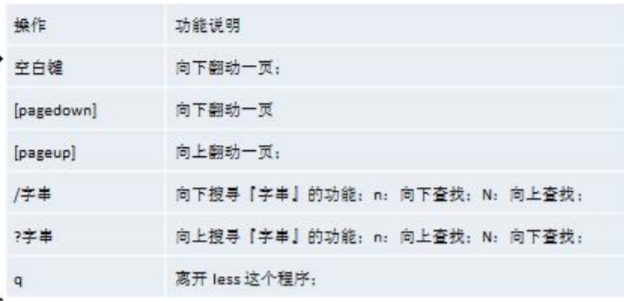 操作 功能说明
空白键 向下翻动一页；
[pagedown] 向下翻动一页
[pageup] 向上翻动一页；
/字串 向下搜寻『字串』的功能；n：向下查找；N：向上查找；
?字串 向上搜寻『字串』的功能；n：向上查找；N：向下查找；
q 离开 less 这个程序；